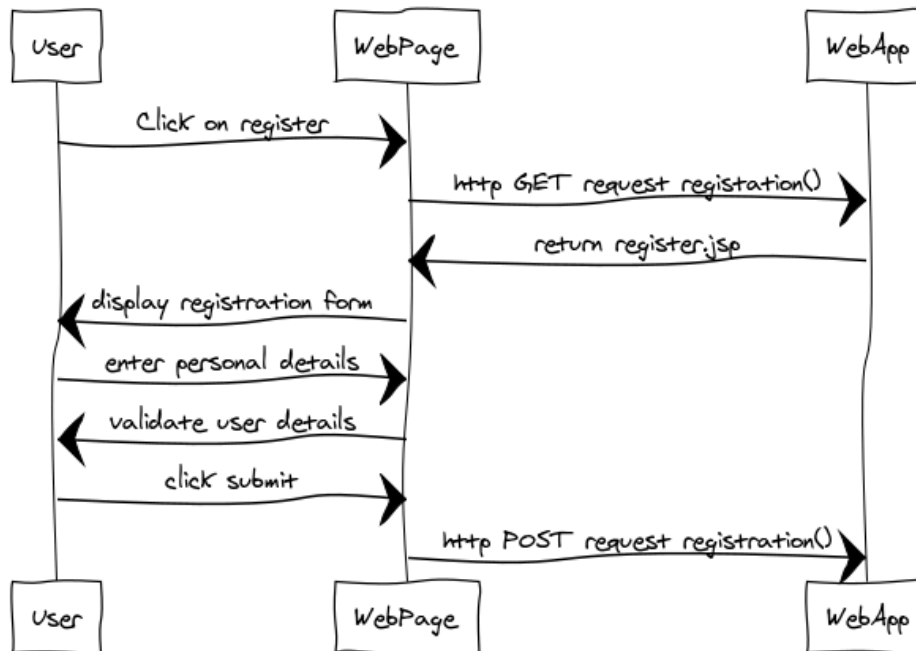 User
WebPage
WebApp
Click on register
http GET request registation()
return register.jsp
display registration form
enter personal details
validate user details
click submit
http POST request registration()
User
WebPage
WebApp